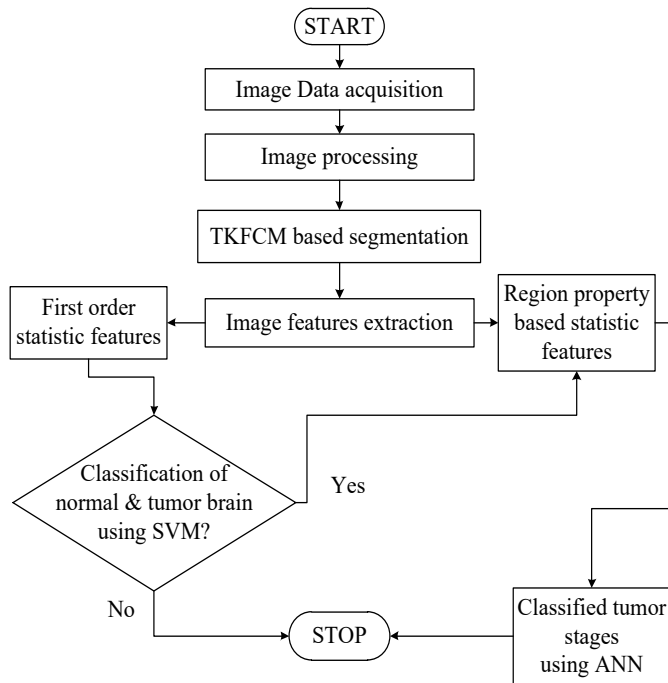 START
Image Data acquisition
Image processing
TKFCM based segmentation
First order
statistic features
Image features extraction
Region property
based statistic
features
Classification of
normal & tumor brain
using SVM?
Yes
No
STOP
Classified tumor
stages
using ANN